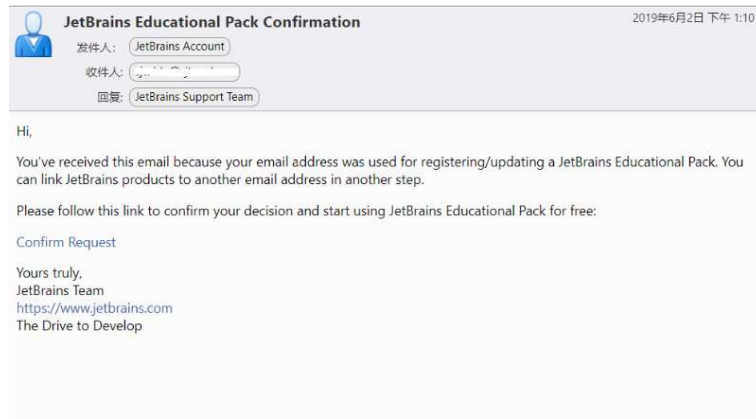 JetBrains Educational Pack Confirmation
2019年6月2日 下午 1:10
发件人: JetBrains Account
收件人:
回复: JetBrains Support Team
Hi,
You've received this email because your email address was used for registering/updating a JetBrains Educational Pack. You
can link JetBrains products to another email address in another step.
Please follow this link to confirm your decision and start using JetBrains Educational Pack for free:
Confirm Request
Yours truly,
JetBrains Team
https://www.jetbrains.com
The Drive to Develop